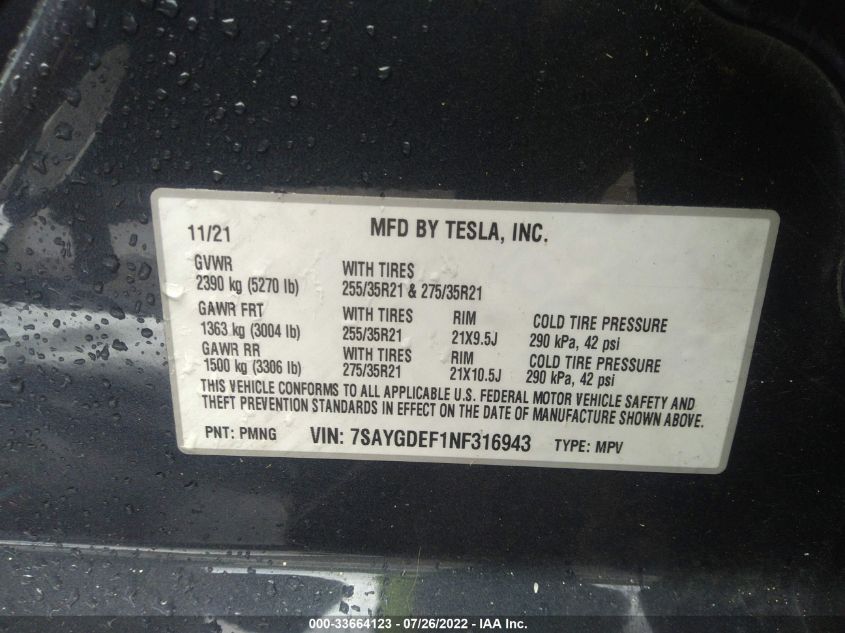 11/21 MFD BY TESLA, INC.
GVWR WITH TIRES
2390 kg (5270 lb) 255/35R21 & 275/35R21
GAWR FRT WITH TIRES RIM COLD TIRE PRESSURE
1363 kg (3004 lb) 255/35R21 21X9.5J 290 kPa, 42 psi
GAWR RR WITH TIRES RIM COLD TIRE PRESSURE
1500 kg (3306 lb) 275/35R21 21X10.5J 290 kPa, 42 psi
THIS VEHICLE CONFORMS TO ALL APPLICABLE U.S. FEDERAL MOTOR VEHICLE SAFETY AND
THEFT PREVENTION STANDARDS IN EFFECT ON THE DATE OF MANUFACTURE SHOWN ABOVE.
PNT: PMNG VIN: 7SAYGDEF1NF316943 TYPE: MPV
000-33664123 - 07/26/2022 - IAA Inc.